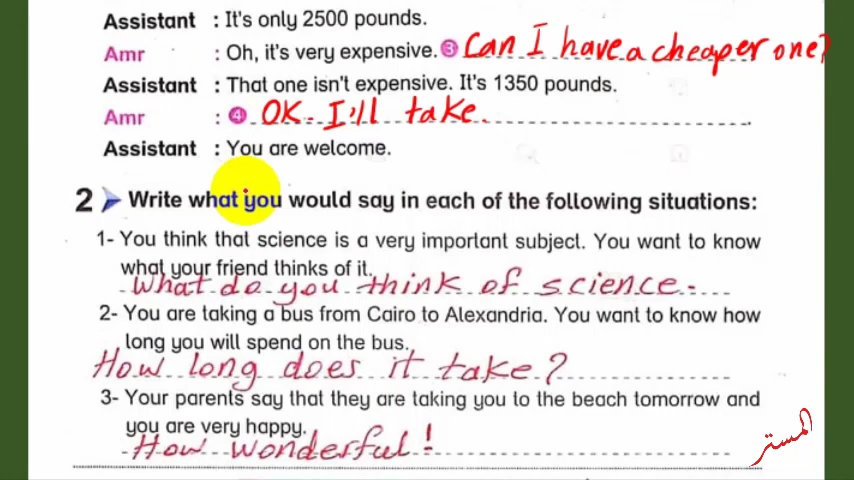 Assistant : It's only 2500 pounds.
Amr : Oh, it's very expensive. 3 Can I have a cheaper one?
Assistant : That one isn't expensive. It's 1350 pounds.
Amr : 4 OK. I'll take.
Assistant : You are welcome.
2 Write what you would say in each of the following situations:
1- You think that science is a very important subject. You want to know
what your friend thinks of it.
What do you think of science.
2- You are taking a bus from Cairo to Alexandria. You want to know how
long you will spend on the bus.
How long does it take?
3- Your parents say that they are taking you to the beach tomorrow and
you are very happy.
How wonderful!
المستر